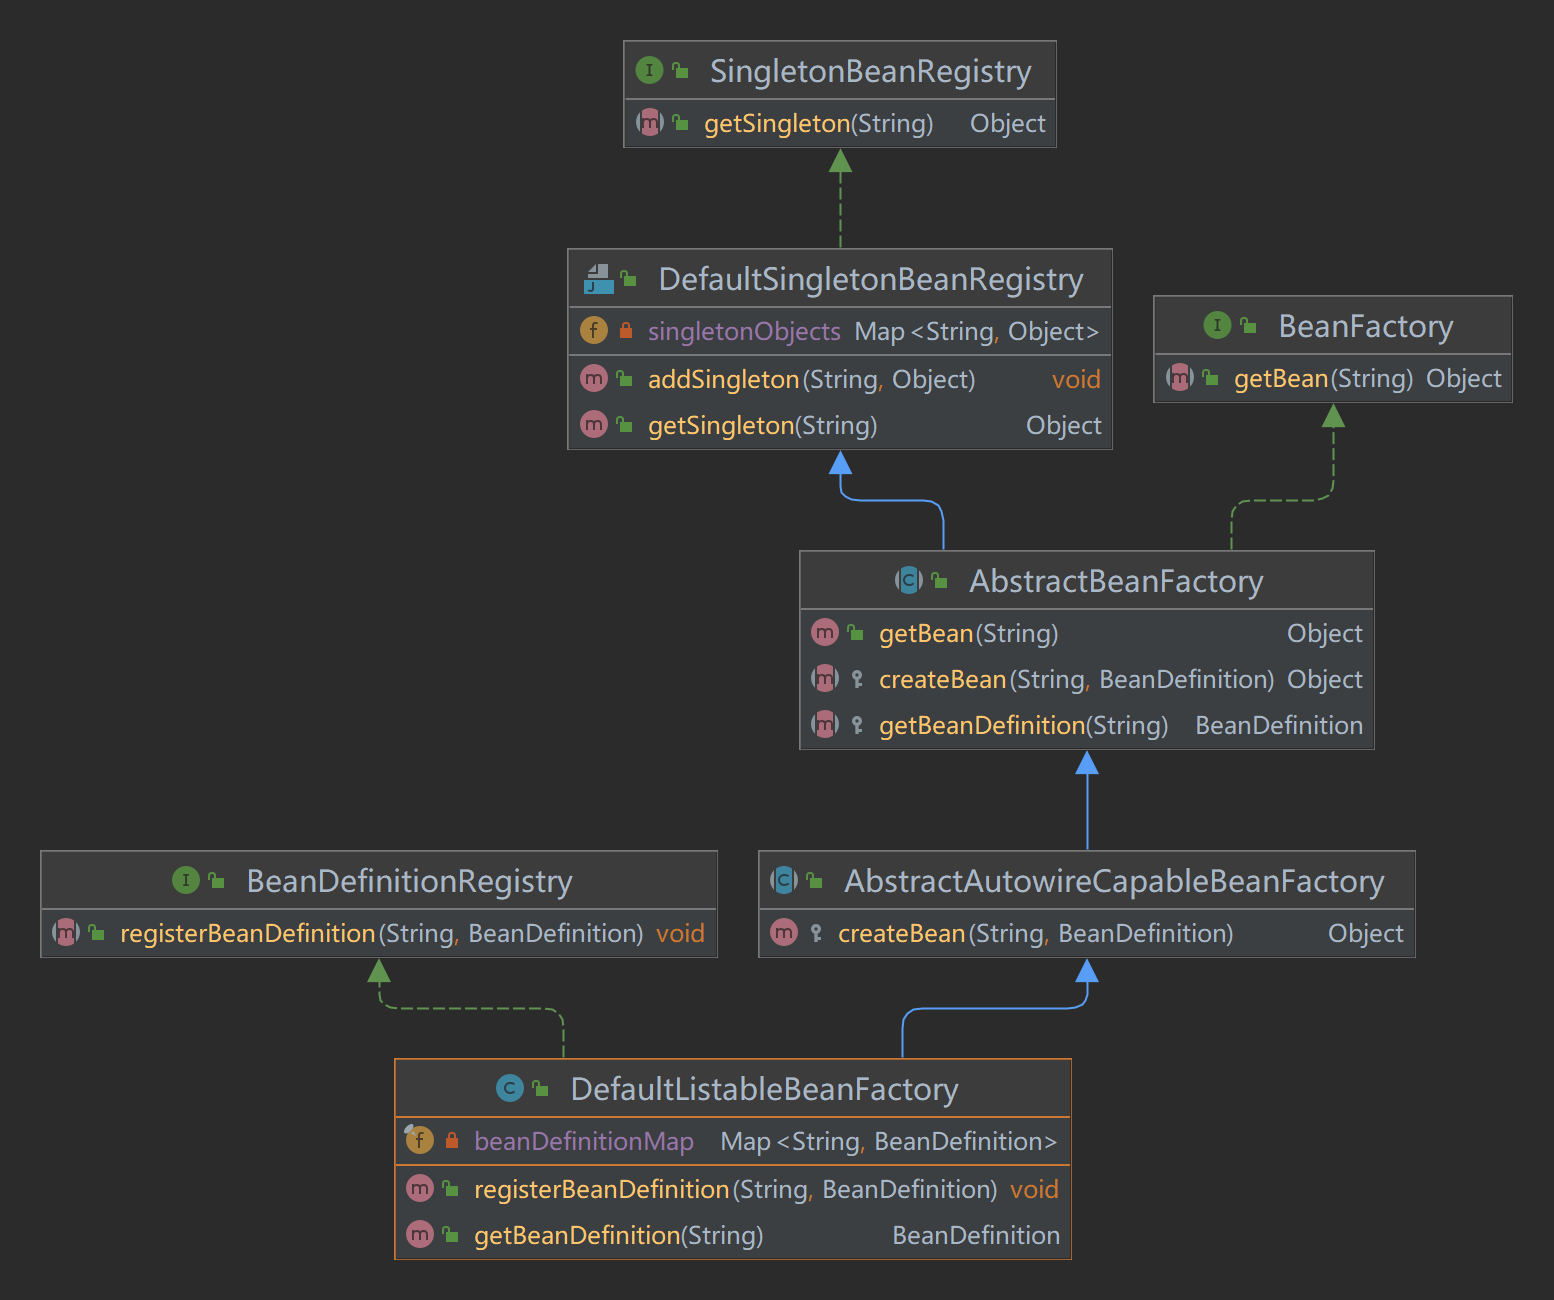 SingletonBeanRegistry
getSingleton(String) Object
DefaultSingletonBeanRegistry
singletonObjects Map<String, Object>
addSingleton(String, Object) void
getSingleton(String) Object
BeanFactory
getBean(String) Object
AbstractBeanFactory
getBean(String) Object
createBean(String, BeanDefinition) Object
getBeanDefinition(String) BeanDefinition
BeanDefinitionRegistry
registerBeanDefinition(String, BeanDefinition) void
AbstractAutowireCapableBeanFactory
createBean(String, BeanDefinition) Object
DefaultListableBeanFactory
beanDefinitionMap Map<String, BeanDefinition>
registerBeanDefinition(String, BeanDefinition) void
getBeanDefinition(String) BeanDefinition